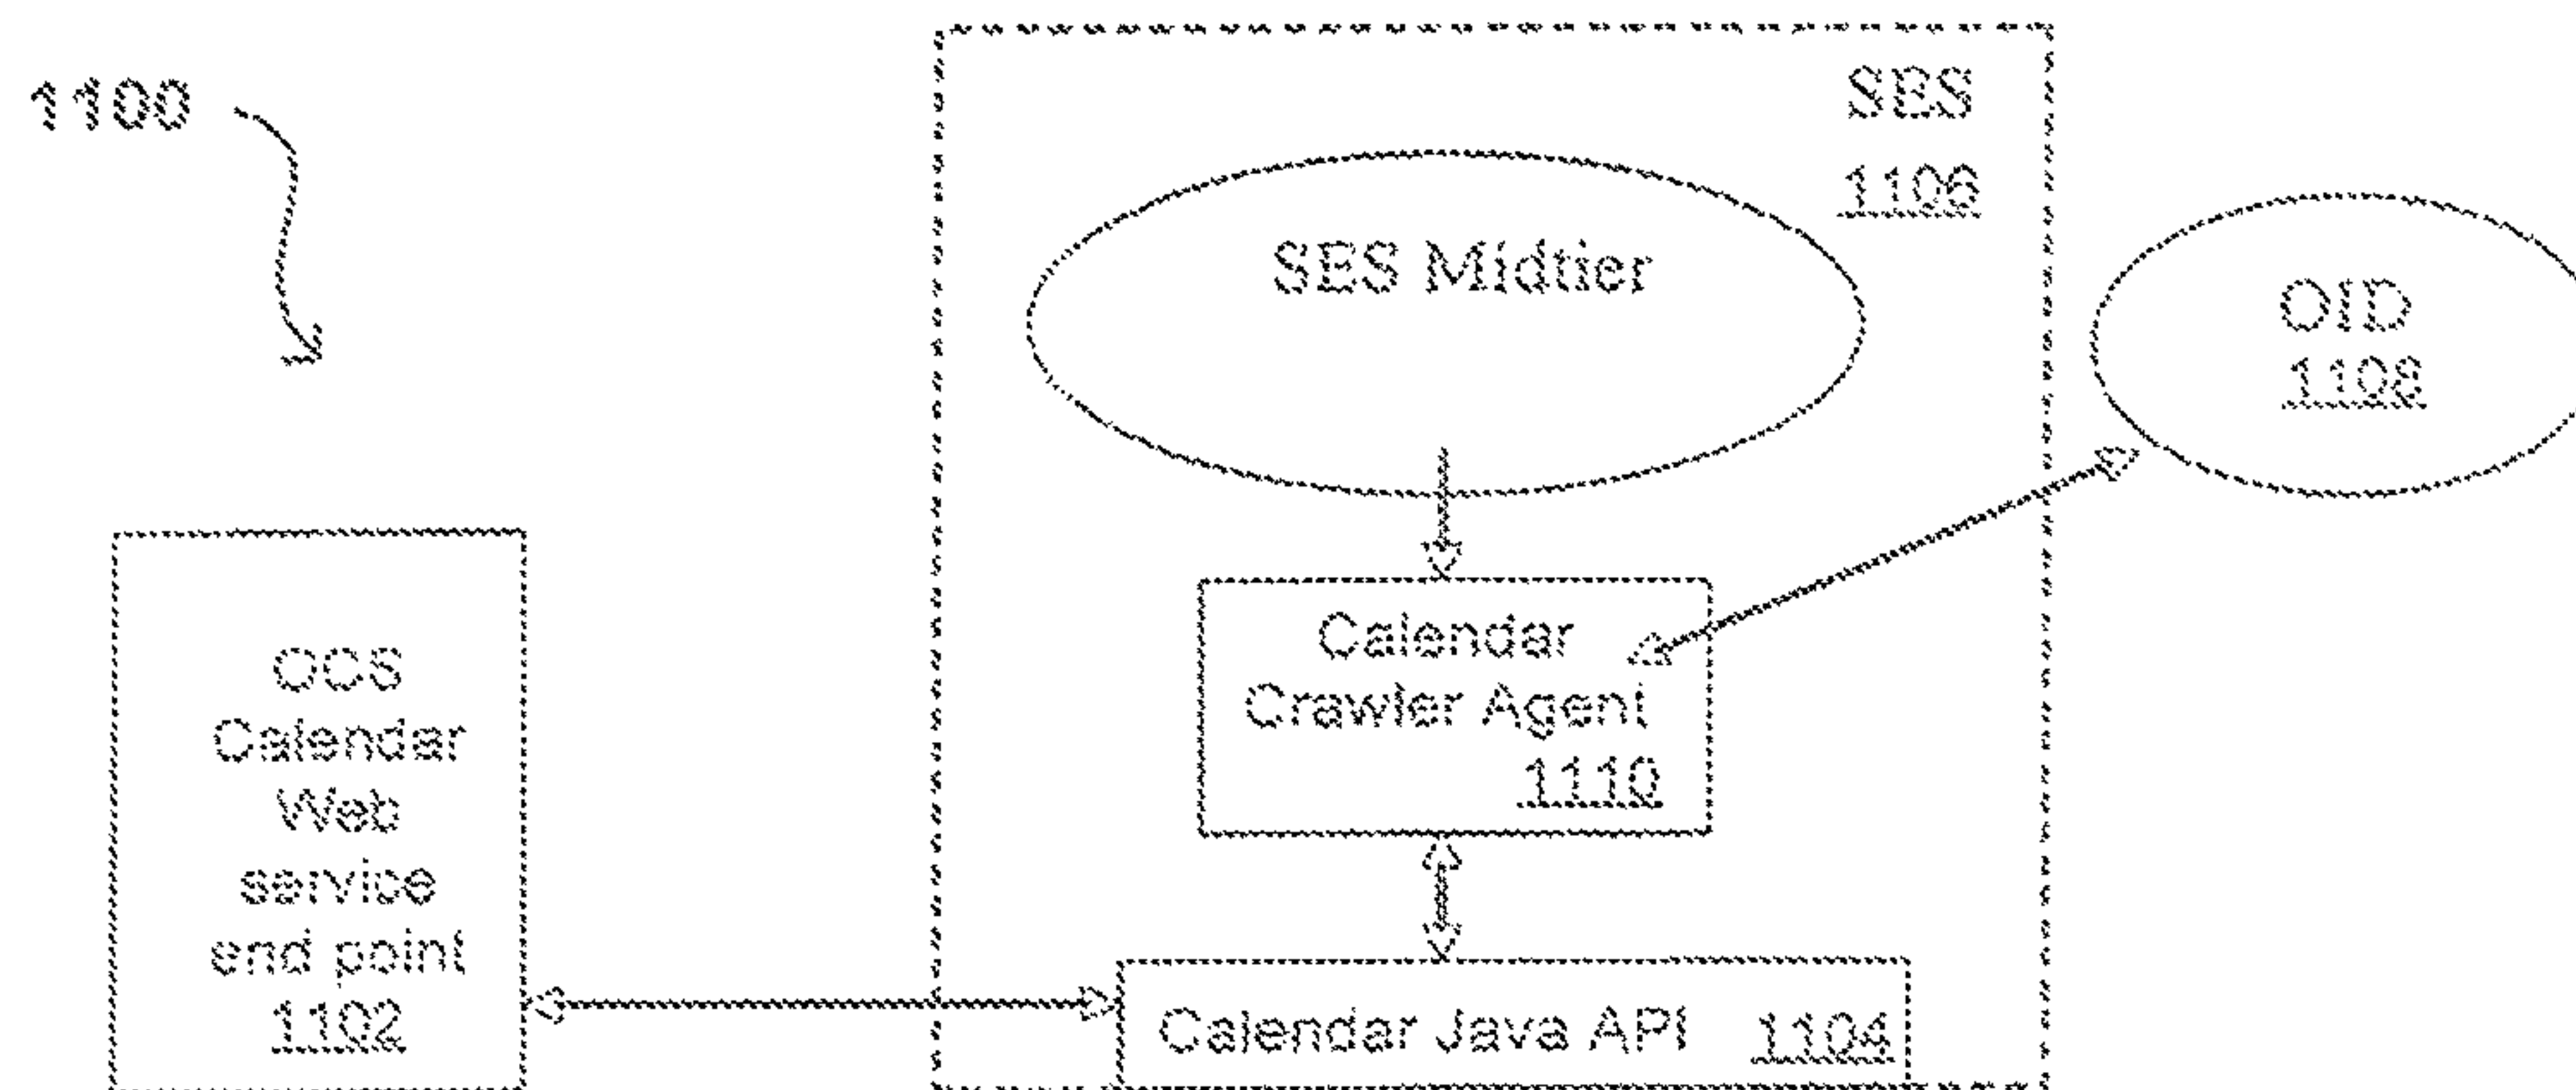 1100
SES
1106
SES Midtier
OID
1108
Calendar
Crawler Agent
1110
OCS
Calendar
Web
service
end point
1102
Calendar Java API 1104